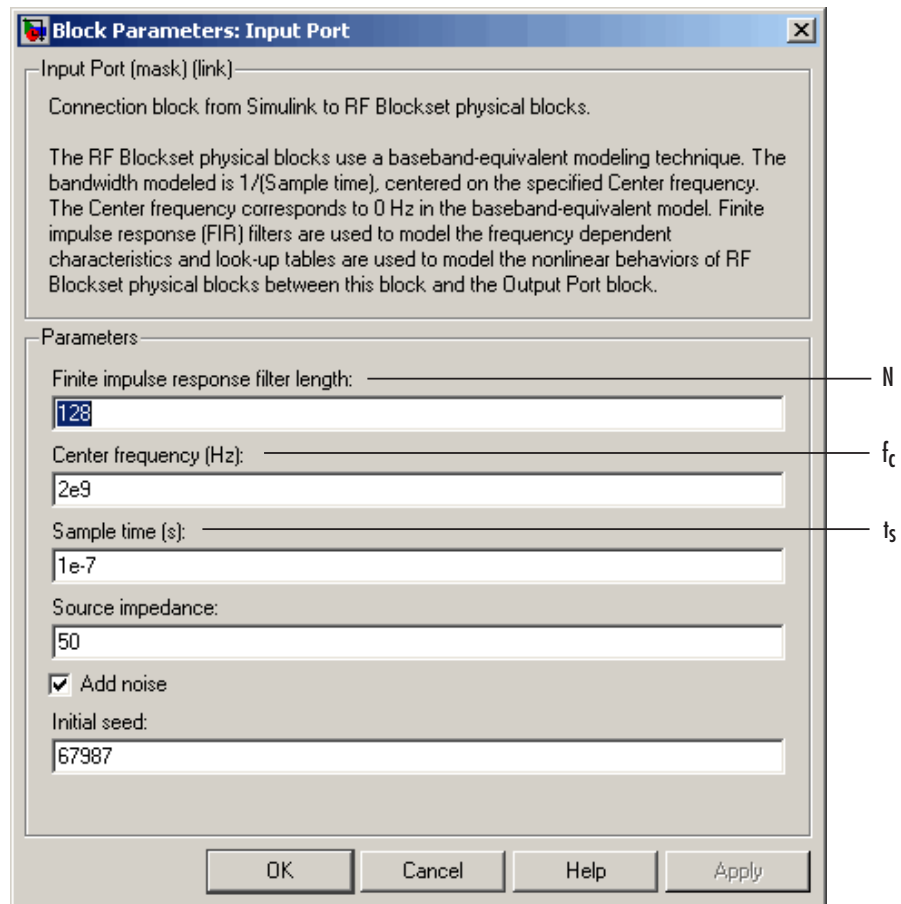 Block Parameters: Input Port
Input Port (mask) (link)
Connection block from Simulink to RF Blockset physical blocks.
The RF Blockset physical blocks use a baseband-equivalent modeling technique. The
bandwidth modeled is 1/(Sample time), centered on the specified Center frequency.
The Center frequency corresponds to 0 Hz in the baseband-equivalent model. Finite
impulse response (FIR) filters are used to model the frequency dependent
characteristics and look-up tables are used to model the nonlinear behaviors of RF
Blockset physical blocks between this block and the Output Port block.
Parameters
Finite impulse response filter length: N
128
Center frequency (Hz): fc
2e9
Sample time (s): ts
1e-7
Source impedance:
50
Add noise
Initial seed:
67987
OK Cancel Help Apply